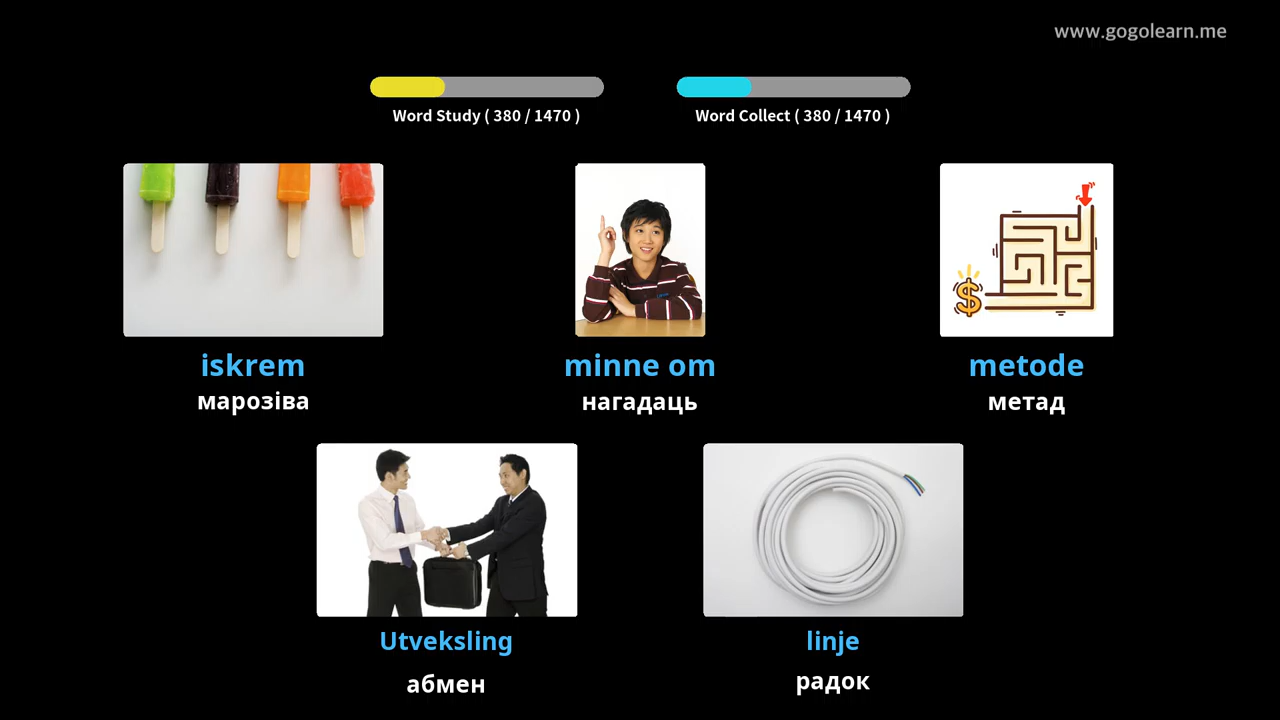 www.gogolearn.me
Word Study ( 380 / 1470 )
Word Collect ( 380 / 1470 )
iskrem
марозіва
minne om
нагадаць
metode
метад
Utveksling
абмен
linje
радок